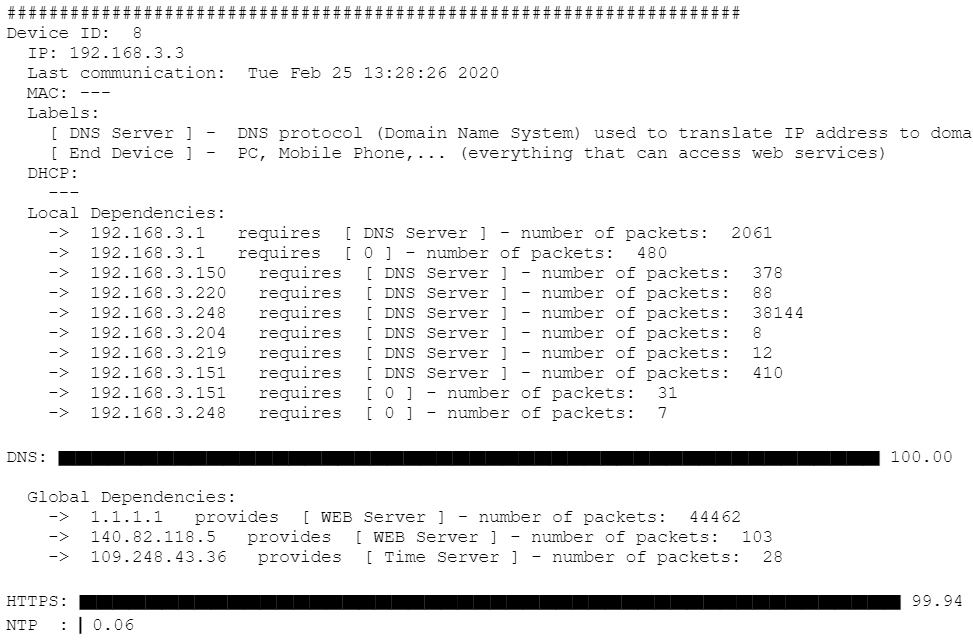 ######################################################################
Device ID:  8
  IP: 192.168.3.3
  Last communication:  Tue Feb 25 13:28:26 2020
  MAC: ---
  Labels:
    [ DNS Server ] -  DNS protocol (Domain Name System) used to translate IP address to doma
    [ End Device ] -  PC, Mobile Phone,... (everything that can access web services)
  DHCP:
    ---
  Local Dependencies:
    ->  192.168.3.1   requires  [ DNS Server ] - number of packets:  2061
    ->  192.168.3.1   requires  [ 0 ] - number of packets:  480
    ->  192.168.3.150   requires  [ DNS Server ] - number of packets:  378
    ->  192.168.3.220   requires  [ DNS Server ] - number of packets:  88
    ->  192.168.3.248   requires  [ DNS Server ] - number of packets:  38144
    ->  192.168.3.204   requires  [ DNS Server ] - number of packets:  8
    ->  192.168.3.219   requires  [ DNS Server ] - number of packets:  12
    ->  192.168.3.151   requires  [ DNS Server ] - number of packets:  410
    ->  192.168.3.151   requires  [ 0 ] - number of packets:  31
    ->  192.168.3.248   requires  [ 0 ] - number of packets:  7
DNS: 100.00
  Global Dependencies:
    ->  1.1.1.1   provides  [ WEB Server ] - number of packets:  44462
    ->  140.82.118.5   provides  [ WEB Server ] - number of packets:  103
    ->  109.248.43.36   provides  [ Time Server ] - number of packets:  28
HTTPS: 99.94
NTP  : 0.06